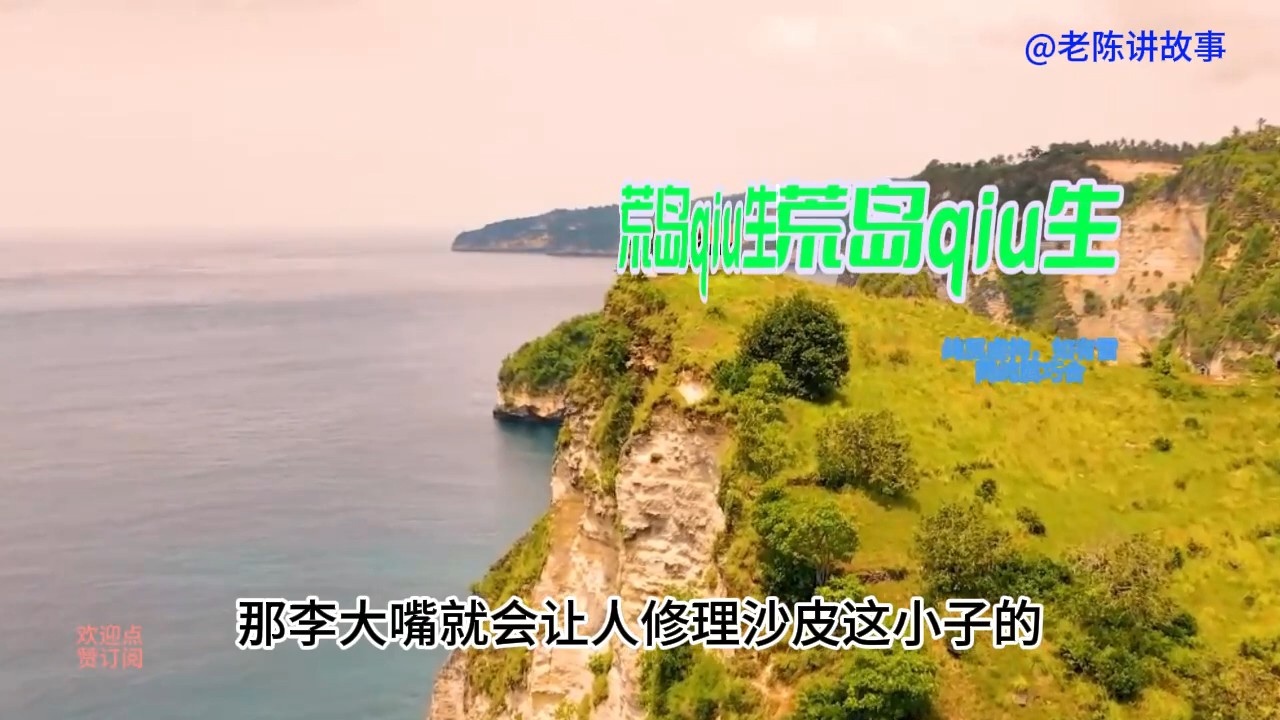 @老陈讲故事
荒岛qiu生荒岛qiu生
那李大嘴就会让人修理沙皮这小子的
欢迎点
赞订阅